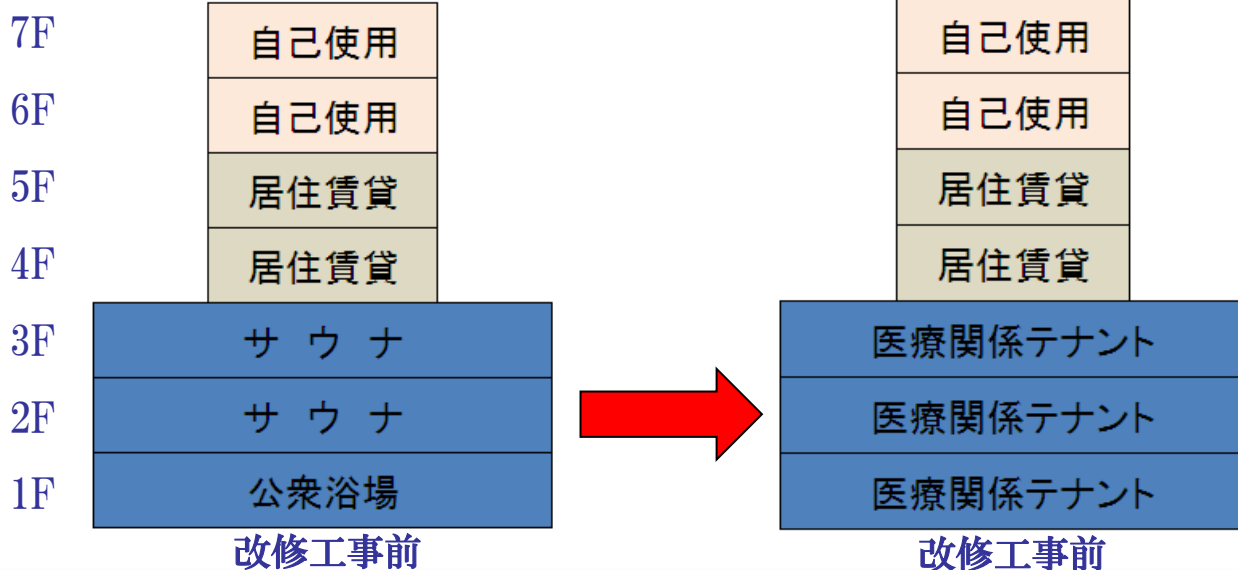 7F 自己使用 自己使用
6F 自己使用 自己使用
5F 居住賃貸 居住賃貸
4F 居住賃貸 居住賃貸
3F サ ウ ナ 医療関係テナント
2F サ ウ ナ 医療関係テナント
1F 公衆浴場 医療関係テナント
改修工事前 改修工事前